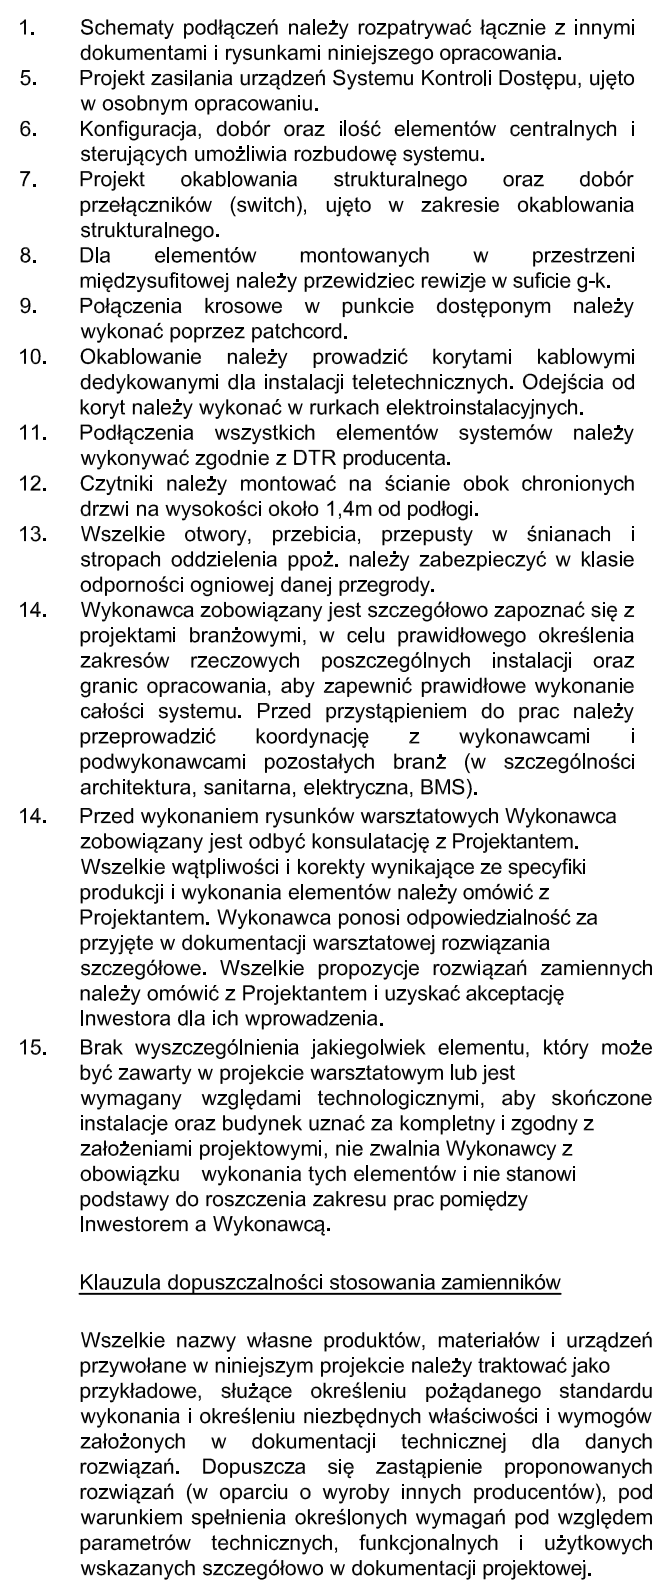 1. Schematy podłączeń należy rozpatrywać łącznie z innymi
dokumentami i rysunkami niniejszego opracowania.
5. Projekt zasilania urządzeń Systemu Kontroli Dostępu, ujęto
w osobnym opracowaniu.
6. Konfiguracja, dobór oraz ilość elementów centralnych i
sterujących umożliwia rozbudowę systemu.
7. Projekt okablowania strukturalnego oraz dobór
przełączników (switch), ujęto w zakresie okablowania
strukturalnego.
8. Dla elementów montowanych w przestrzeni
międzysufitowej należy przewidziec rewizje w suficie g-k.
9. Połączenia krosowe w punkcie dostęponym należy
wykonać poprzez patchcord.
10. Okablowanie należy prowadzić korytami kablowymi
dedykowanymi dla instalacji teletechnicznych. Odejścia od
koryt należy wykonać w rurkach elektroinstalacyjnych.
11. Podłączenia wszystkich elementów systemów należy
wykonywać zgodnie z DTR producenta.
12. Czytniki należy montować na ścianie obok chronionych
drzwi na wysokości około 1,4m od podłogi.
13. Wszelkie otwory, przebicia, przepusty w śnianach i
stropach oddzielenia ppoż. należy zabezpieczyć w klasie
odporności ogniowej danej przegrody.
14. Wykonawca zobowiązany jest szczegółowo zapoznać się z
projektami branżowymi, w celu prawidłowego określenia
zakresów rzeczowych poszczególnych instalacji oraz
granic opracowania, aby zapewnić prawidłowe wykonanie
całości systemu. Przed przystąpieniem do prac należy
przeprowadzić koordynację z wykonawcami i
podwykonawcami pozostałych branż (w szczególności
architektura, sanitarna, elektryczna, BMS).
14. Przed wykonaniem rysunków warsztatowych Wykonawca
zobowiązany jest odbyć konsulatację z Projektantem.
Wszelkie wątpliwości i korekty wynikające ze specyfiki
produkcji i wykonania elementów należy omówić z
Projektantem. Wykonawca ponosi odpowiedzialność za
przyjęte w dokumentacji warsztatowej rozwiązania
szczegółowe. Wszelkie propozycje rozwiązań zamiennych
należy omówić z Projektantem i uzyskać akceptację
Inwestora dla ich wprowadzenia.
15. Brak wyszczególnienia jakiegolwiek elementu, który może
być zawarty w projekcie warsztatowym lub jest
wymagany względami technologicznymi, aby skończone
instalacje oraz budynek uznać za kompletny i zgodny z
założeniami projektowymi, nie zwalnia Wykonawcy z
obowiązku wykonania tych elementów i nie stanowi
podstawy do roszczenia zakresu prac pomiędzy
Inwestorem a Wykonawcą.
Klauzula dopuszczalności stosowania zamienników
Wszelkie nazwy własne produktów, materiałów i urządzeń
przywołane w niniejszym projekcie należy traktować jako
przykładowe, służące określeniu pożądanego standardu
wykonania i określeniu niezbędnych właściwości i wymogów
założonych w dokumentacji technicznej dla danych
rozwiązań. Dopuszcza się zastąpienie proponowanych
rozwiązań (w oparciu o wyroby innych producentów), pod
warunkiem spełnienia określonych wymagań pod względem
parametrów technicznych, funkcjonalnych i użytkowych
wskazanych szczegółowo w dokumentacji projektowej.